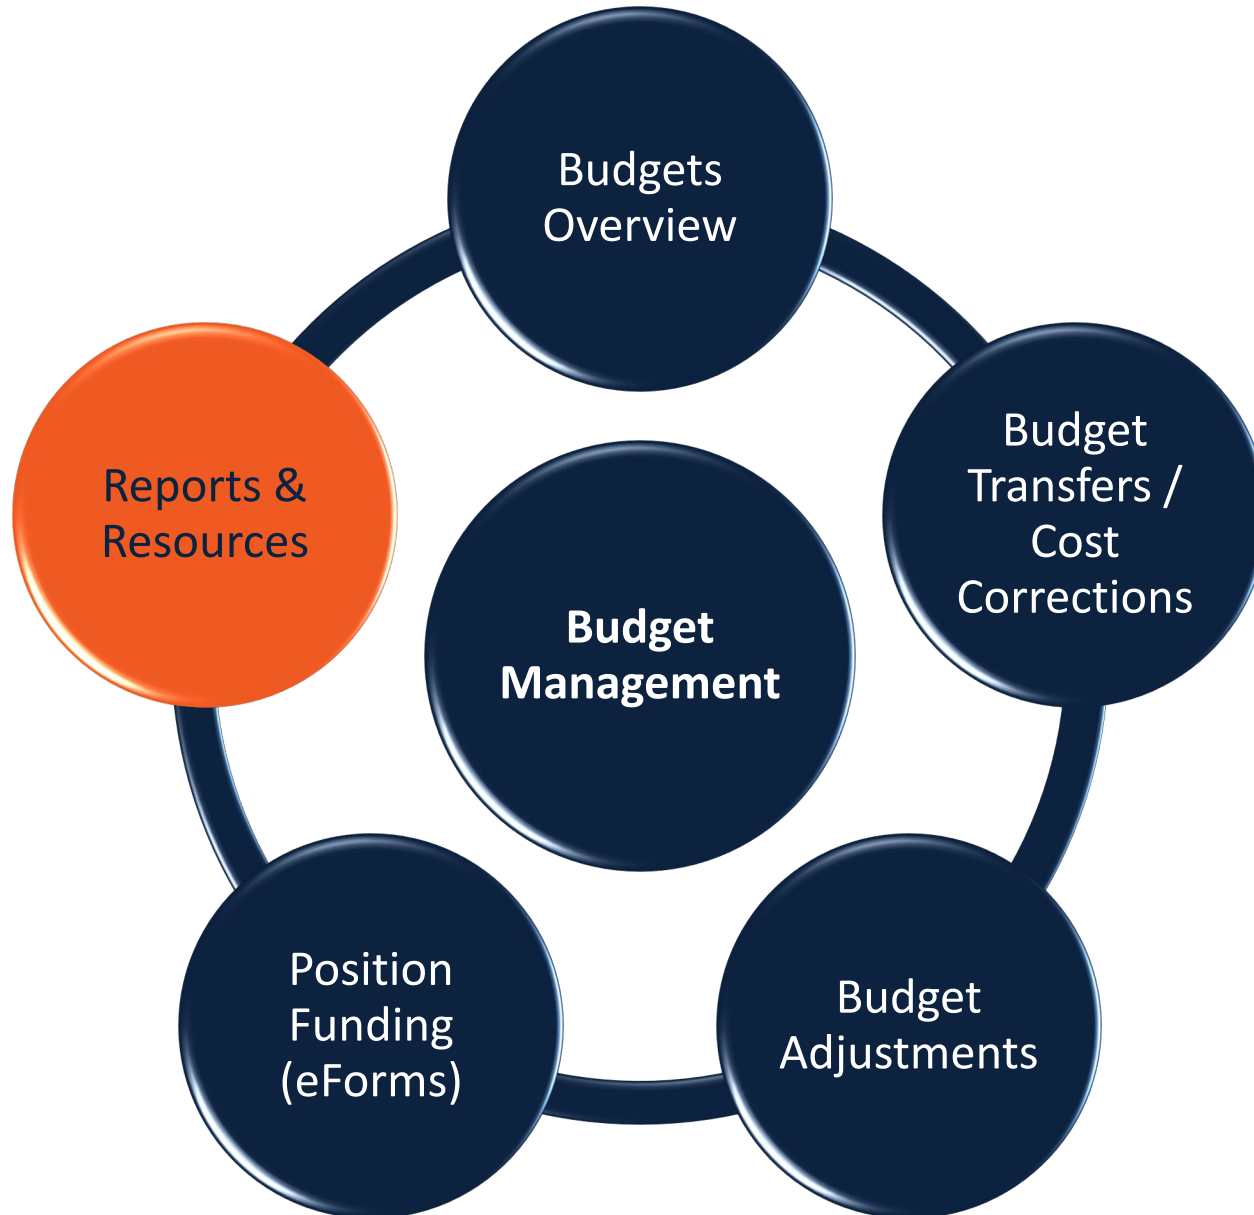 Budgets
Overview
Budget
Transfers /
Cost
Corrections
Reports &
Resources
Budget
Management
Position
Funding
(eForms)
Budget
Adjustments